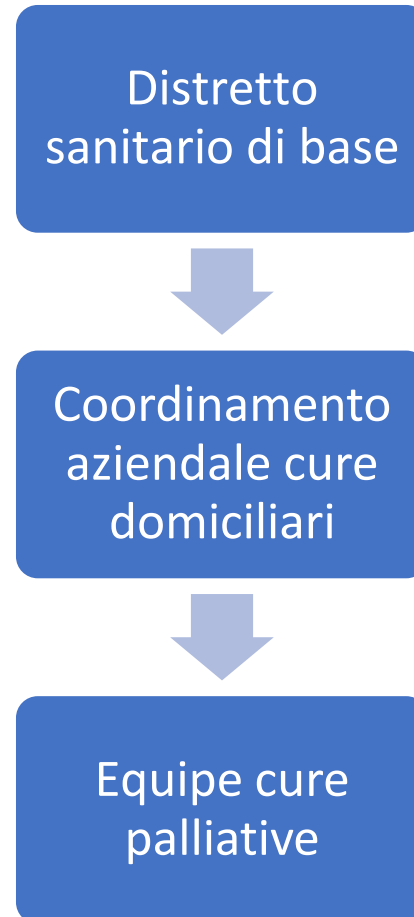 Distretto
sanitario di base
Coordinamento
aziendale cure
domiciliari
Equipe cure
palliative